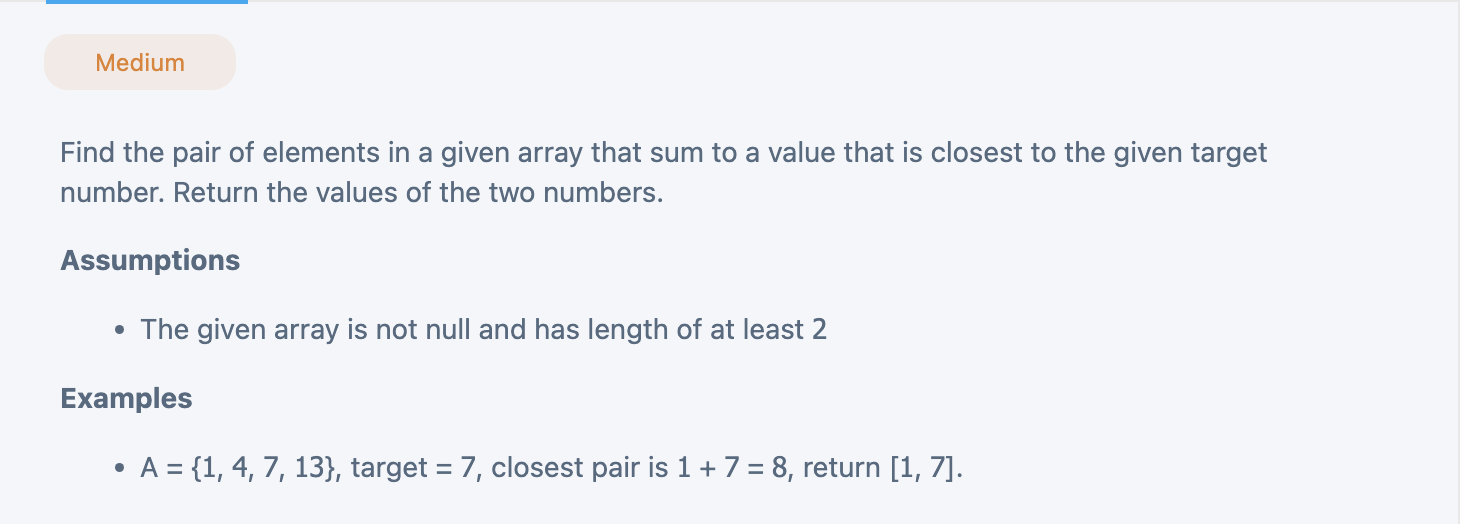 Medium
Find the pair of elements in a given array that sum to a value that is closest to the given target
number. Return the values of the two numbers.
Assumptions
• The given array is not null and has length of at least 2
Examples
• A = {1, 4, 7, 13}, target = 7, closest pair is 1 + 7 = 8, return [1, 7].